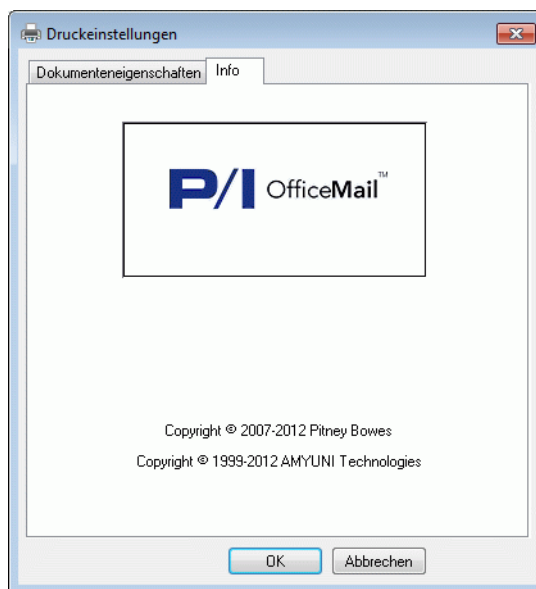 Druckeinstellungen
Dokumenteneigenschaften Info
P/I OfficeMail™
Copyright © 2007-2012 Pitney Bowes
Copyright © 1999-2012 AMYUNI Technologies
OK Abbrechen